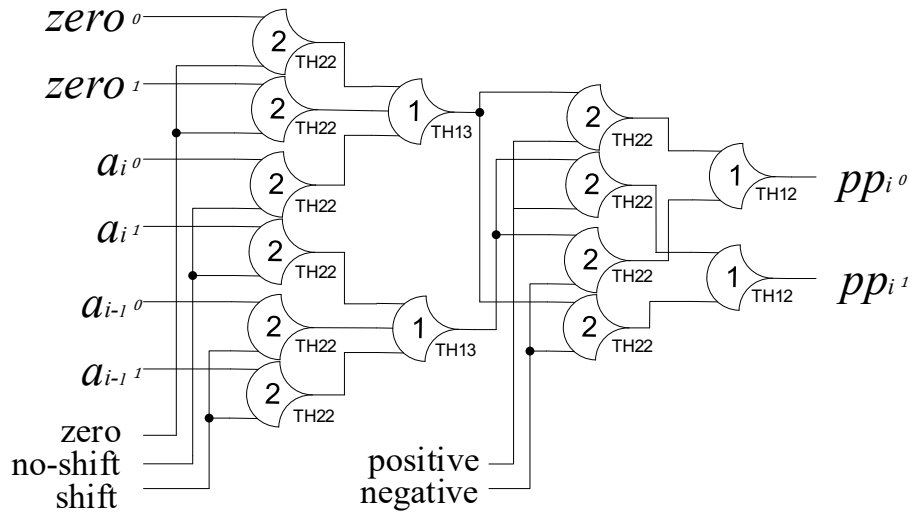 zero 0
2
TH22
zero 1
2
TH22
1
TH13
a i 0
2
TH22
a i 1
2
TH22
a i-1 0
2
TH22
1
TH13
a i-1 1
2
TH22
zero
no-shift
shift
2
TH22
2
TH22
1
TH12
pp i 0
2
TH22
1
TH12
pp i 1
2
TH22
positive
negative